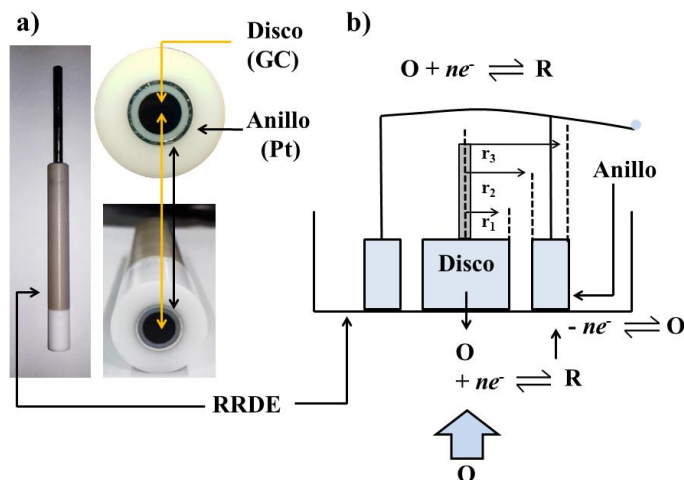 a)
Disco
(GC)
Anillo
(Pt)
RRDE
b)
O + ne⁻ ⇌ R
r₃
r₂
r₁
Anillo
Disco
- ne⁻ ⇌ O
O
+ ne⁻ ⇌ R
O